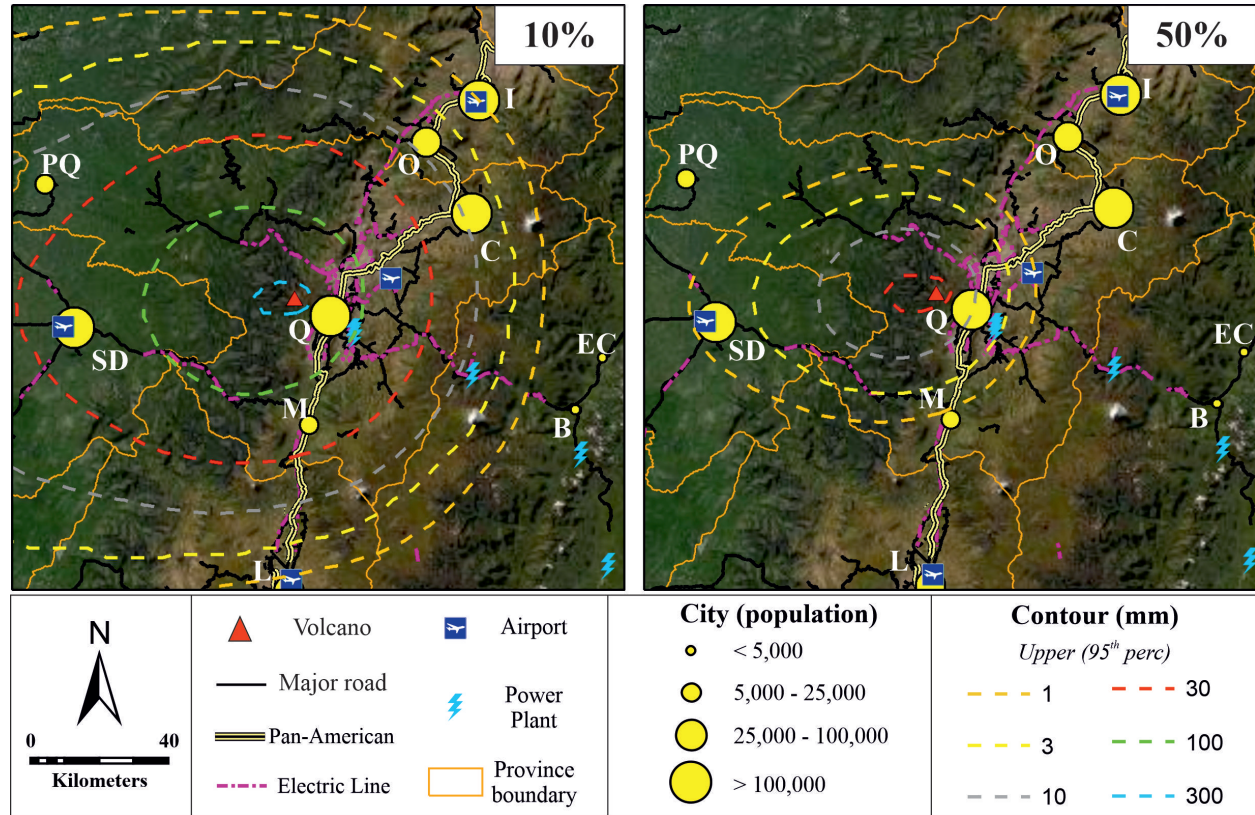 10%
I
O
PQ
C
Q
SD
EC
M
B
L
50%
I
O
PQ
C
Q
SD
EC
M
B
L
N
0 40
Kilometers
Volcano
Major road
Pan-American
Electric Line
Airport
Power
Plant
Province
boundary
City (population)
< 5,000
5,000 - 25,000
25,000 - 100,000
> 100,000
Contour (mm)
Upper (95th perc)
1
3
10
30
100
300